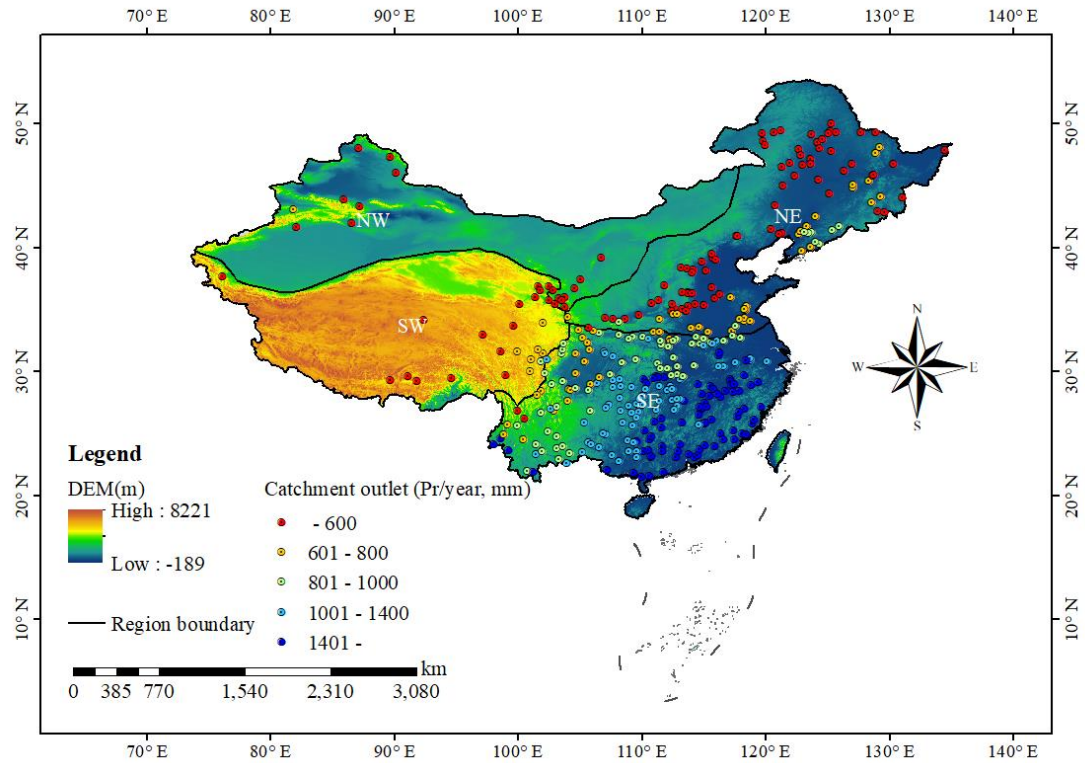 70° E 80° E 90° E 100° E 110° E 120° E 130° E 140° E
50° N 50° N
40° N 40° N
30° N 30° N
20° N 20° N
10° N 10° N
NW
NE
SW
SE
N
W E
S
Legend
DEM(m)
High : 8221
Low : -189
Region boundary
Catchment outlet (Pr/year, mm)
- 600
601 - 800
801 - 1000
1001 - 1400
1401 -
km
0 385 770 1,540 2,310 3,080
70° E 80° E 90° E 100° E 110° E 120° E 130° E 140° E